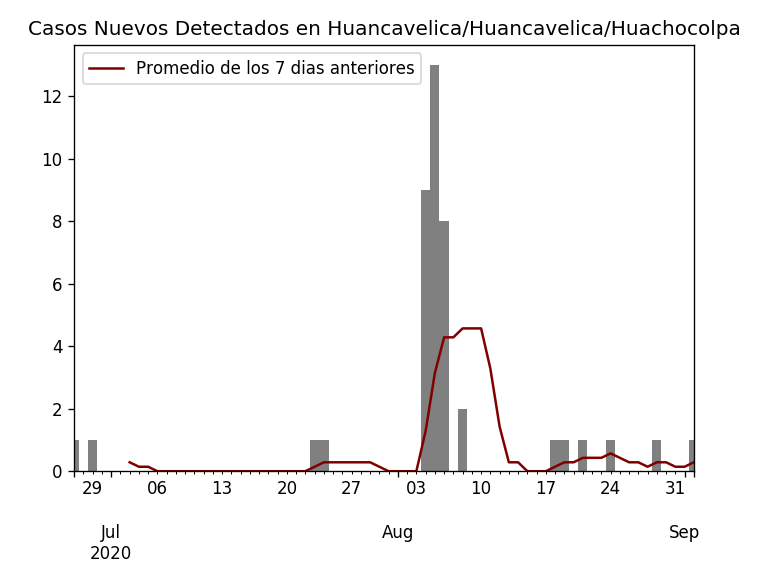 Casos Nuevos Detectados en Huancavelica/Huancavelica/Huachocolpa
Promedio de los 7 dias anteriores
12
10
8
6
4
2
0
29 06 13 20 27 03 10 17 24 31
Jul Aug Sep
2020